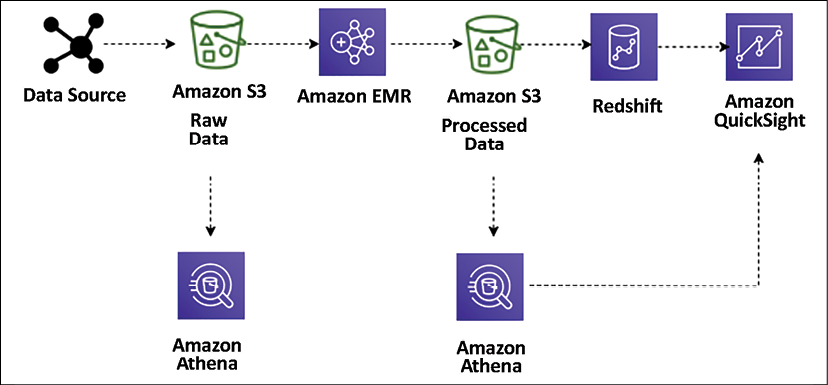 Data Source
Amazon S3
Raw
Data
Amazon EMR
Amazon S3
Processed
Data
Redshift
Amazon
QuickSight
Amazon
Athena
Amazon
Athena